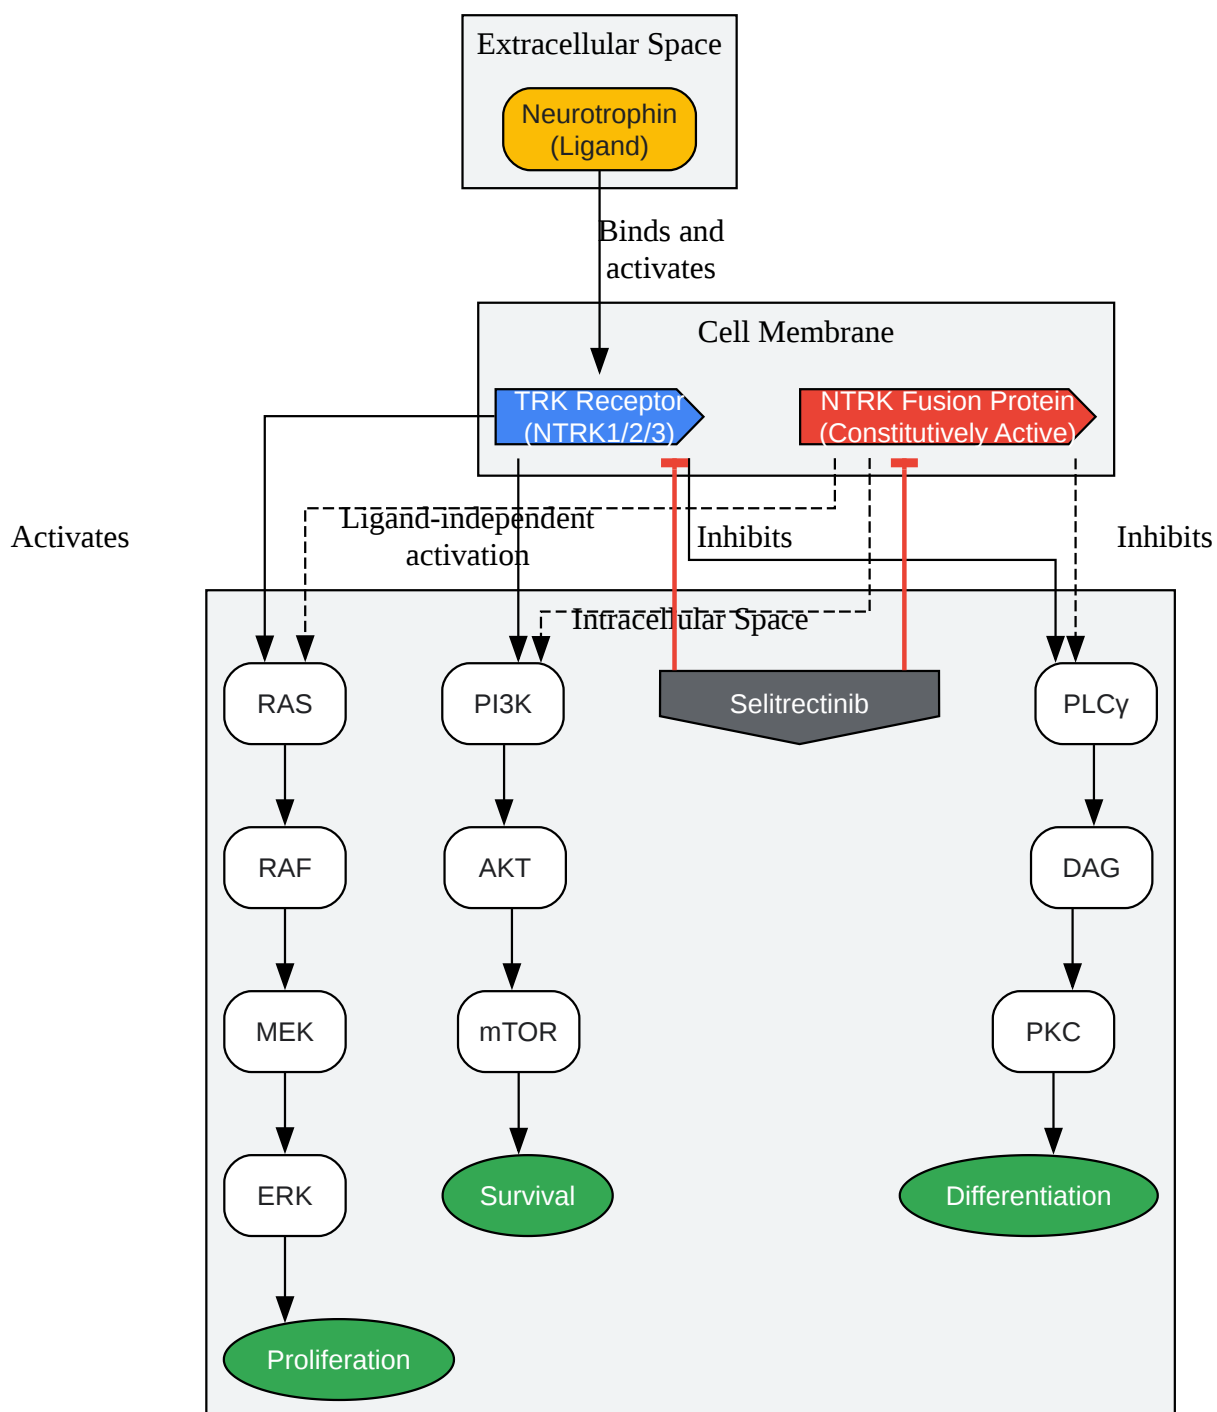 Extracellular Space
Neurotrophin
(Ligand)
Binds and
activates
Cell Membrane
TRK Receptor
(NTRK1/2/3)
NTRK Fusion Protein
(Constitutively Active)
Activates
Ligand-independent
activation
Inhibits
Inhibits
Intracellular Space
RAS
PI3K
Selitrectinib
PLCγ
RAF
AKT
DAG
MEK
mTOR
PKC
ERK
Survival
Differentiation
Proliferation